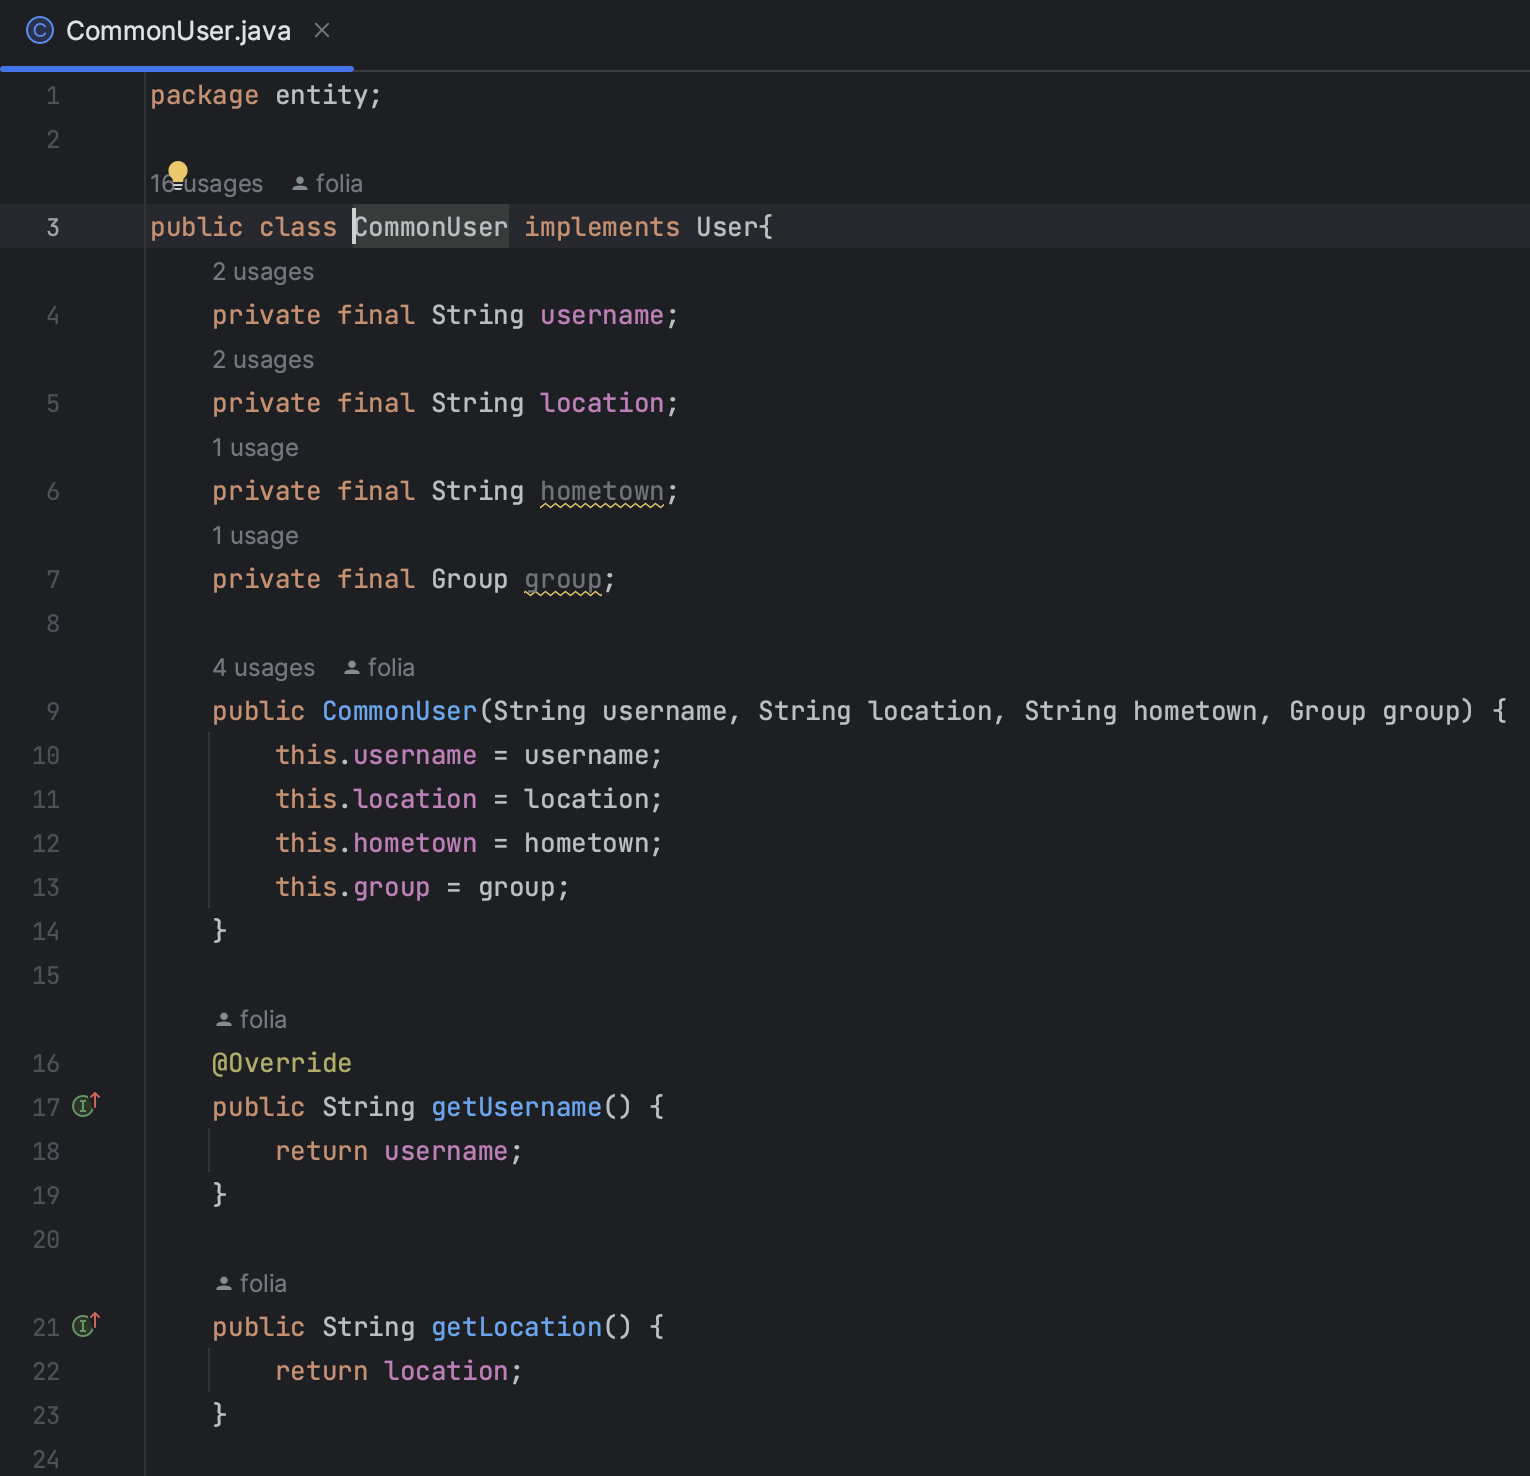 CommonUser.java
1 package entity;
2
16 usages folia
3 public class CommonUser implements User{
2 usages
4 private final String username;
2 usages
5 private final String location;
1 usage
6 private final String hometown;
1 usage
7 private final Group group;
8
4 usages folia
9 public CommonUser(String username, String location, String hometown, Group group) {
10 this.username = username;
11 this.location = location;
12 this.hometown = hometown;
13 this.group = group;
14 }
15
folia
16 @Override
17 public String getUsername() {
18 return username;
19 }
20
folia
21 public String getLocation() {
22 return location;
23 }
24